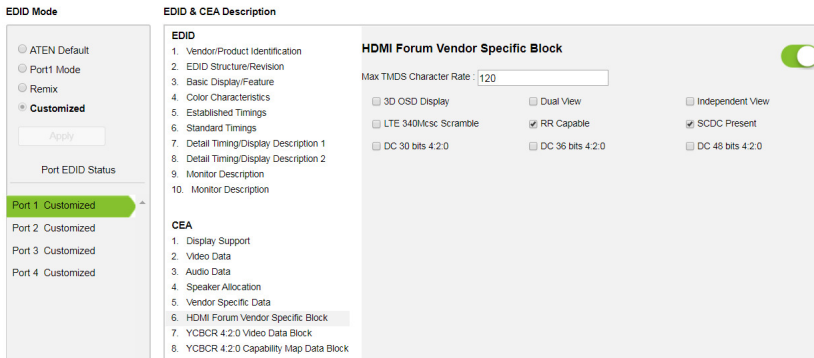 EDID Mode
ATEN Default
Port1 Mode
Remix
Customized
Apply
Port EDID Status
Port 1 Customized
Port 2 Customized
Port 3 Customized
Port 4 Customized
EDID & CEA Description
EDID
1. Vendor/Product Identification
2. EDID Structure/Revision
3. Basic Display/Feature
4. Color Characteristics
5. Established Timings
6. Standard Timings
7. Detail Timing/Display Description 1
8. Detail Timing/Display Description 2
9. Monitor Description
10. Monitor Description
CEA
1. Display Support
2. Video Data
3. Audio Data
4. Speaker Allocation
5. Vendor Specific Data
6. HDMI Forum Vendor Specific Block
7. YCBCR 4:2:0 Video Data Block
8. YCBCR 4:2:0 Capability Map Data Block
HDMI Forum Vendor Specific Block
Max TMDS Character Rate : 120
3D OSD Display Dual View Independent View
LTE 340Mcsc Scramble RR Capable SCDC Present
DC 30 bits 4:2:0 DC 36 bits 4:2:0 DC 48 bits 4:2:0